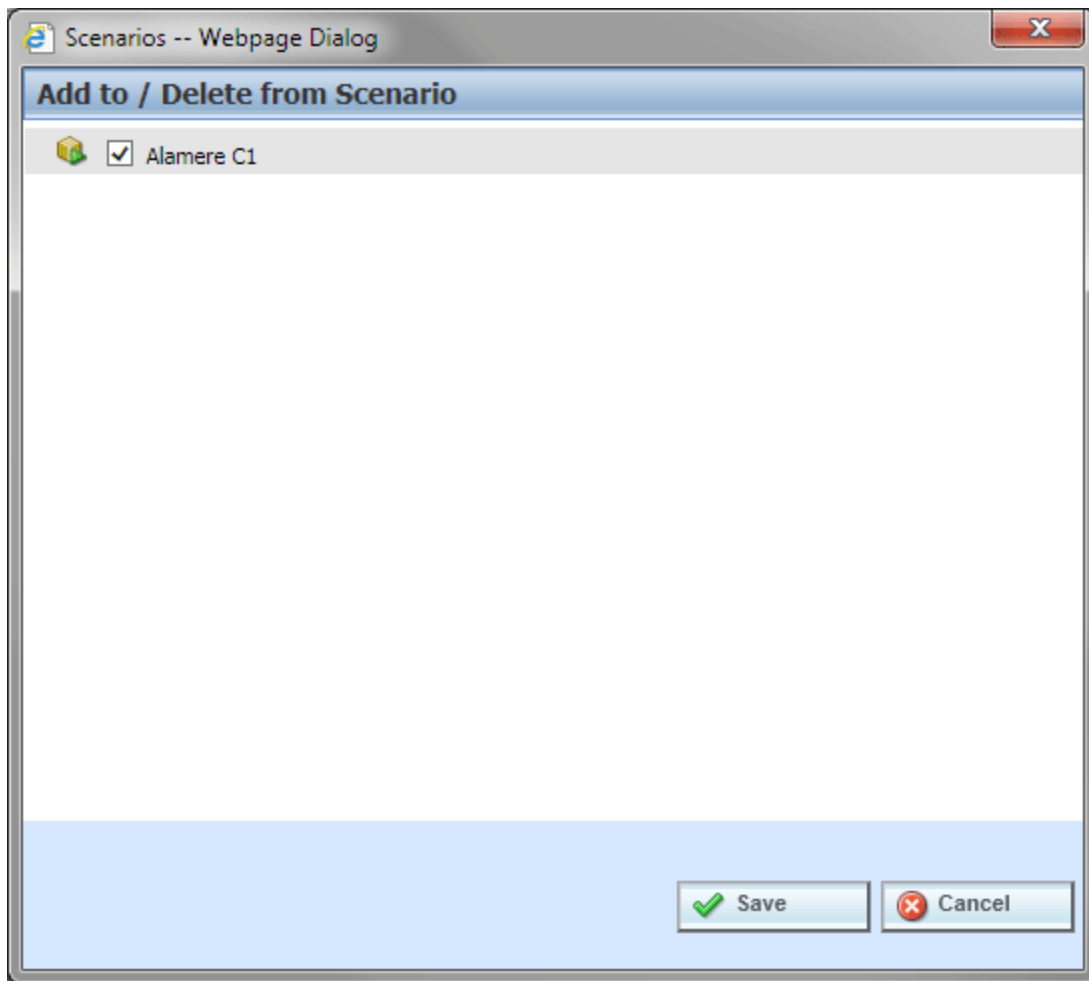 Scenarios -- Webpage Dialog
Add to / Delete from Scenario
Alamere C1
Save
Cancel